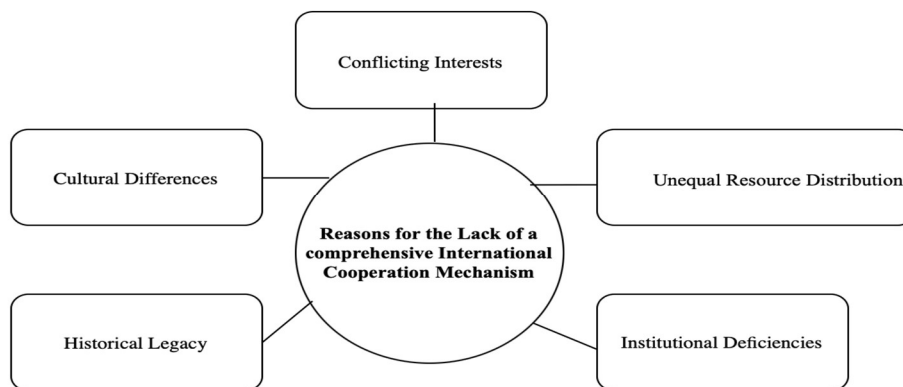 Conflicting Interests
Cultural Differences
Unequal Resource Distribution
Reasons for the Lack of a
comprehensive International
Cooperation Mechanism
Historical Legacy
Institutional Deficiencies